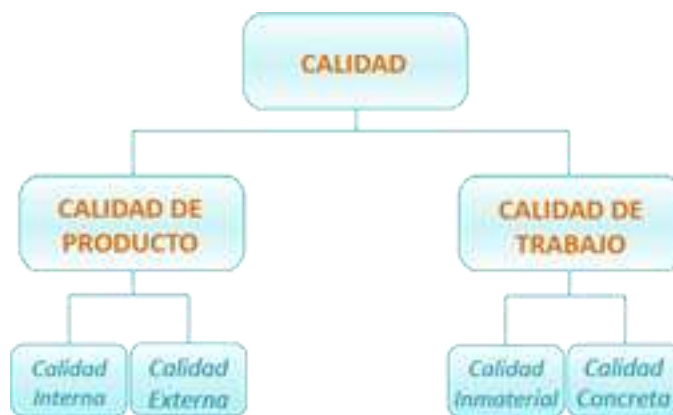 CALIDAD
CALIDAD DE
PRODUCTO
CALIDAD DE
TRABAJO
Calidad
Interna
Calidad
Externa
Calidad
Inmaterial
Calidad
Concreta